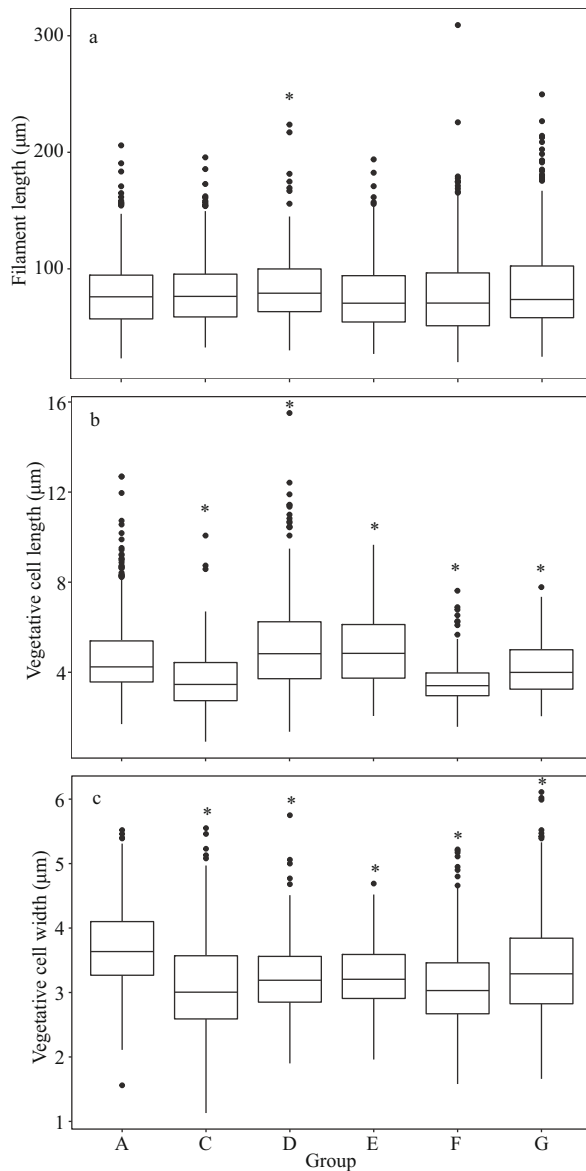 a
300
200
100
Filament length (μm)
*
b
16
12
8
4
Vegetative cell length (μm)
* * * * *
c
6
5
4
3
2
1
Vegetative cell width (μm)
* * * * *
A C D E F G
Group